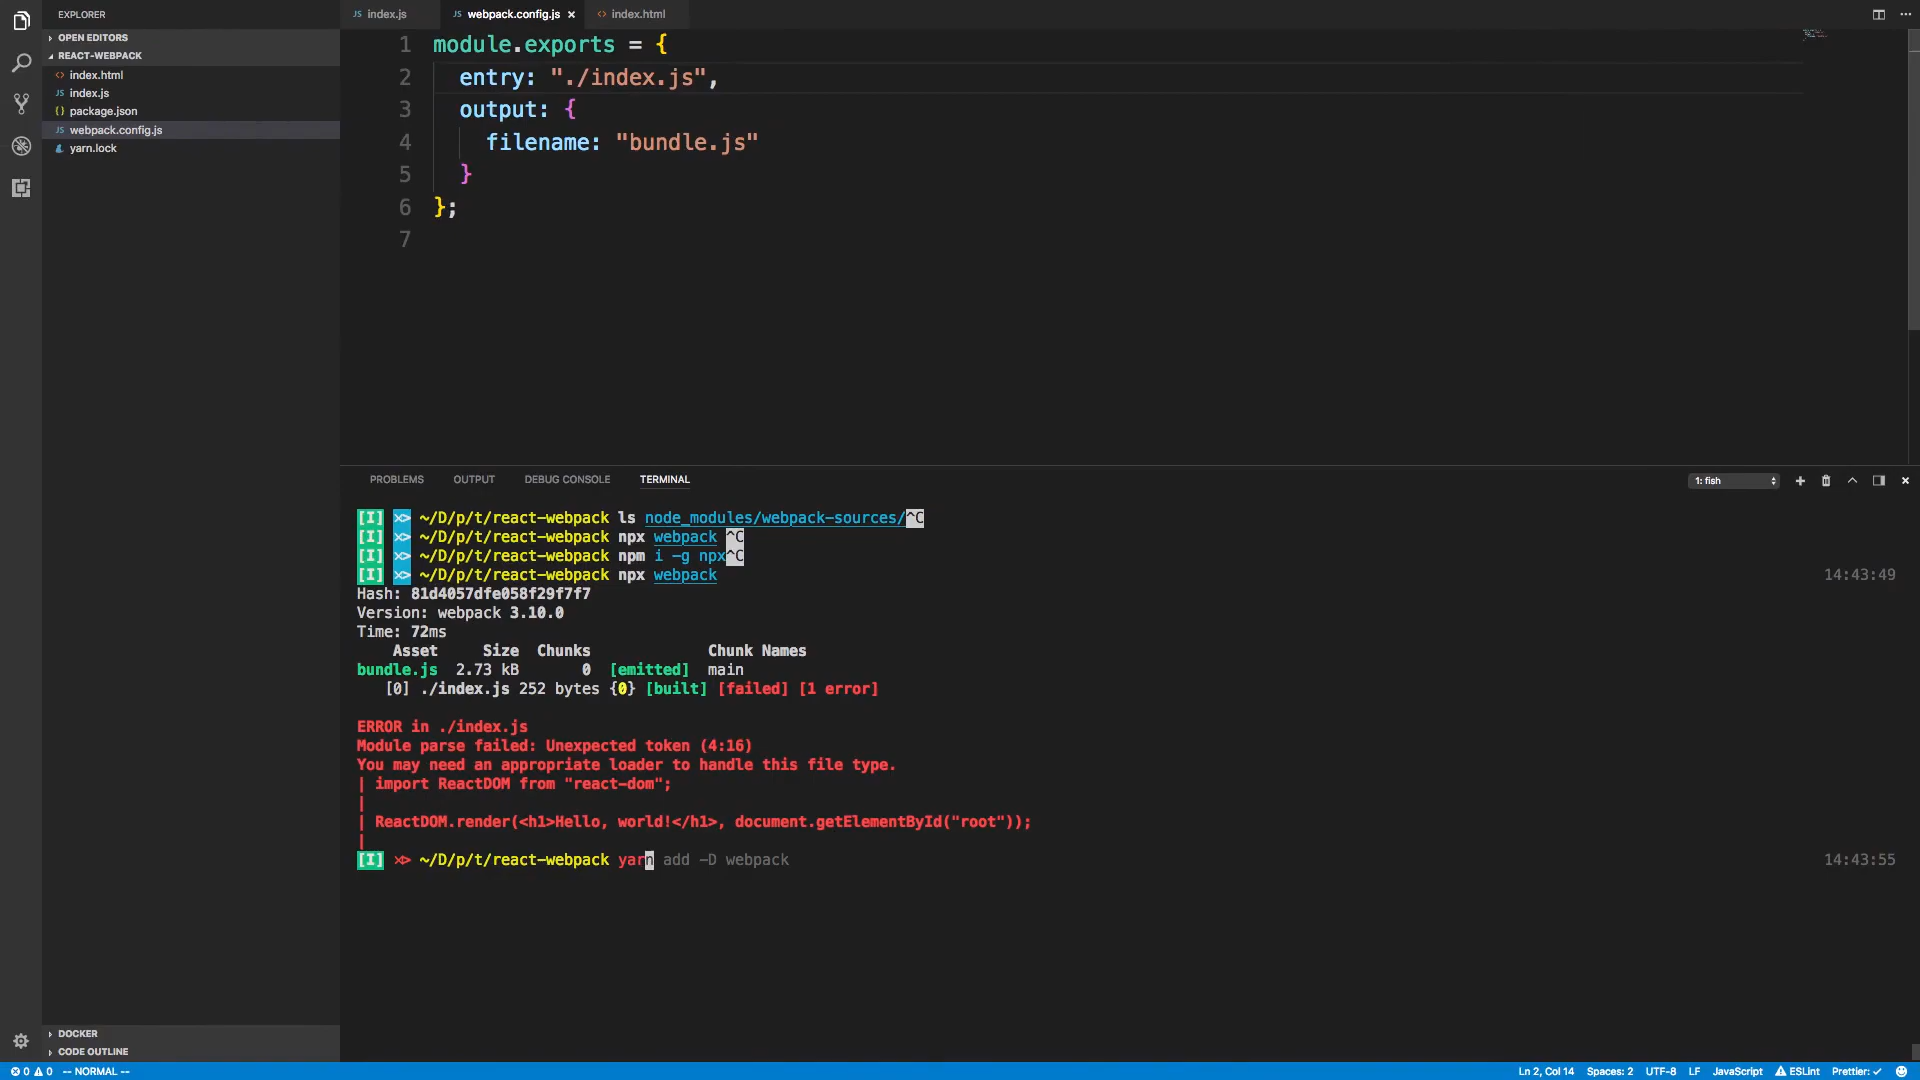 EXPLORER
OPEN EDITORS
REACT-WEBPACK
<> index.html
JS index.js
{} package.json
JS webpack.config.js
yarn.lock
DOCKER
CODE OUTLINE
JS index.js
JS webpack.config.js ×
<> index.html
1 module.exports = {
2 entry: "./index.js",
3 output: {
4 filename: "bundle.js"
5 }
6 };
7
PROBLEMS OUTPUT DEBUG CONSOLE TERMINAL
1: fish
[I] ~/D/p/t/react-webpack ls node_modules/webpack-sources/^C
[I] ~/D/p/t/react-webpack npx webpack ^C
[I] ~/D/p/t/react-webpack npm i -g npx^C
[I] ~/D/p/t/react-webpack npx webpack 14:43:49
Hash: 81d4057dfe058f29f7f7
Version: webpack 3.10.0
Time: 72ms
Asset Size Chunks Chunk Names
bundle.js 2.73 kB 0 [emitted] main
[0] ./index.js 252 bytes {0} [built] [failed] [1 error]
ERROR in ./index.js
Module parse failed: Unexpected token (4:16)
You may need an appropriate loader to handle this file type.
| import ReactDOM from "react-dom";
|
| ReactDOM.render(<h1>Hello, world!</h1>, document.getElementById("root"));
|
[I] ~/D/p/t/react-webpack yarn add -D webpack 14:43:55
0 0 -- NORMAL -- Ln 2, Col 14 Spaces: 2 UTF-8 LF JavaScript ESLint Prettier: ✓